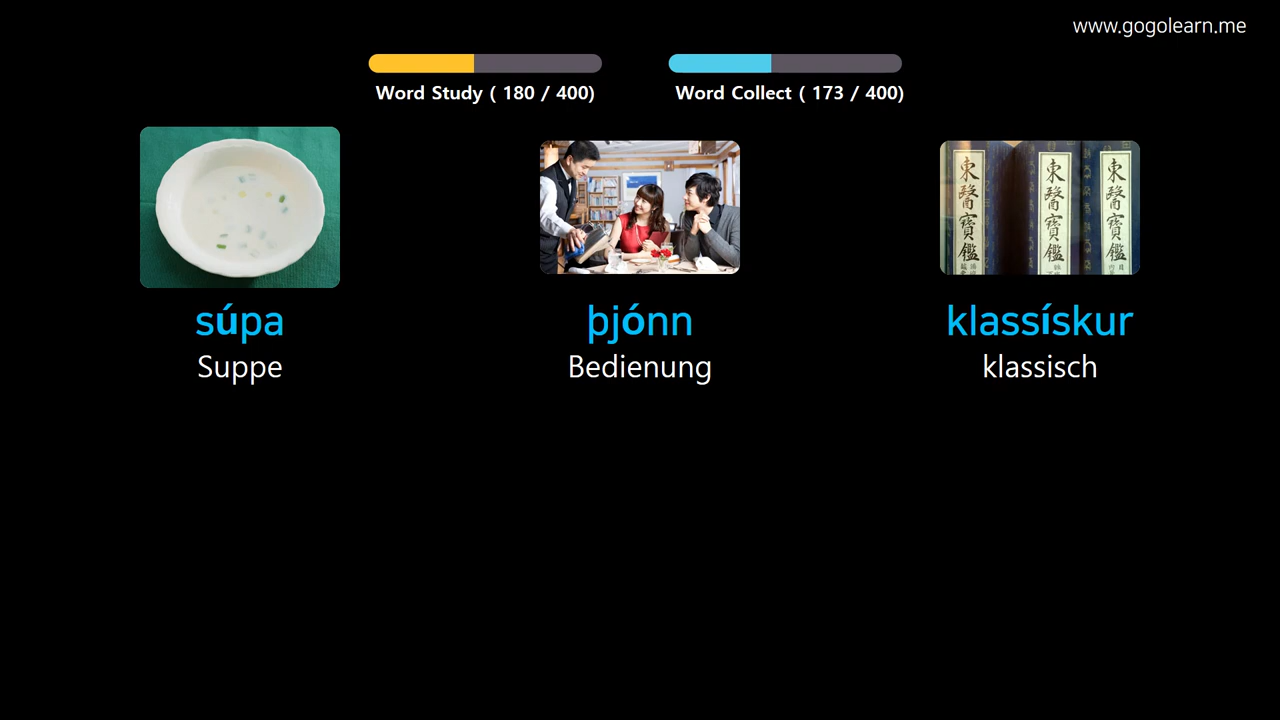 www.gogolearn.me
Word Study ( 180 / 400)
Word Collect ( 173 / 400)
東醫寶鑑
東醫寶鑑
東醫寶鑑
súpa
þjónn
klassískur
Suppe
Bedienung
klassisch